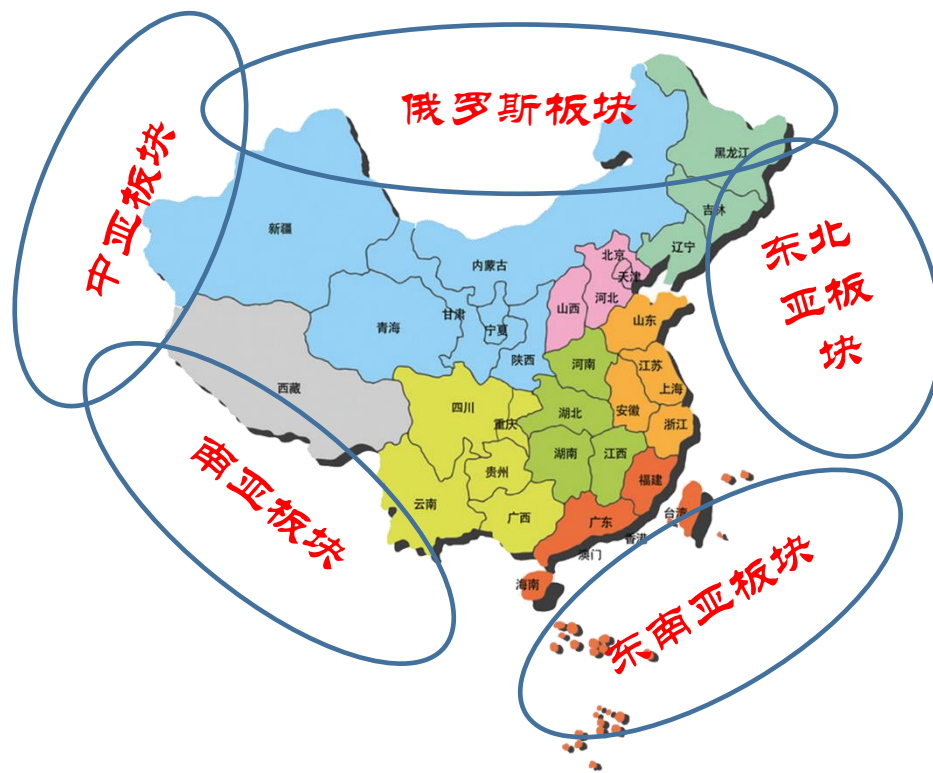 俄罗斯板块
中亚板块
黑龙江
吉林
辽宁
东北
亚板
块
新疆
内蒙古
北京
天津
河北
山西
山东
青海
甘肃
宁夏
陕西
河南
江苏
上海
安徽
浙江
西藏
四川
重庆
湖北
湖南
江西
贵州
福建
云南
广西
广东
台湾
香港
澳门
海南
南亚板块
东南亚板块